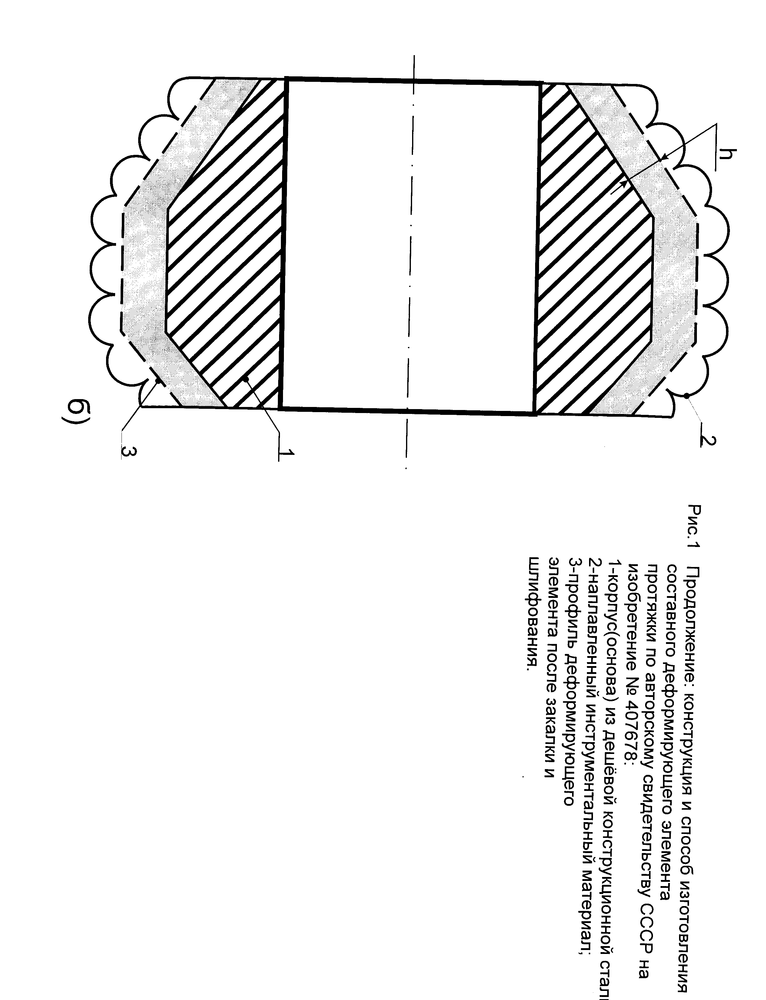 h
2
1
3
б)
Рис.1 Продолжение: конструкция и способ изготовления
составного деформирующего элемента
протяжки по авторскому свидетельству СССР на
изобретение № 407678:
1-корпус(основа) из дешёвой конструкционной стали
2-наплавленный инструментальный материал;
3-профиль деформирующего
элемента после закалки и
шлифования.